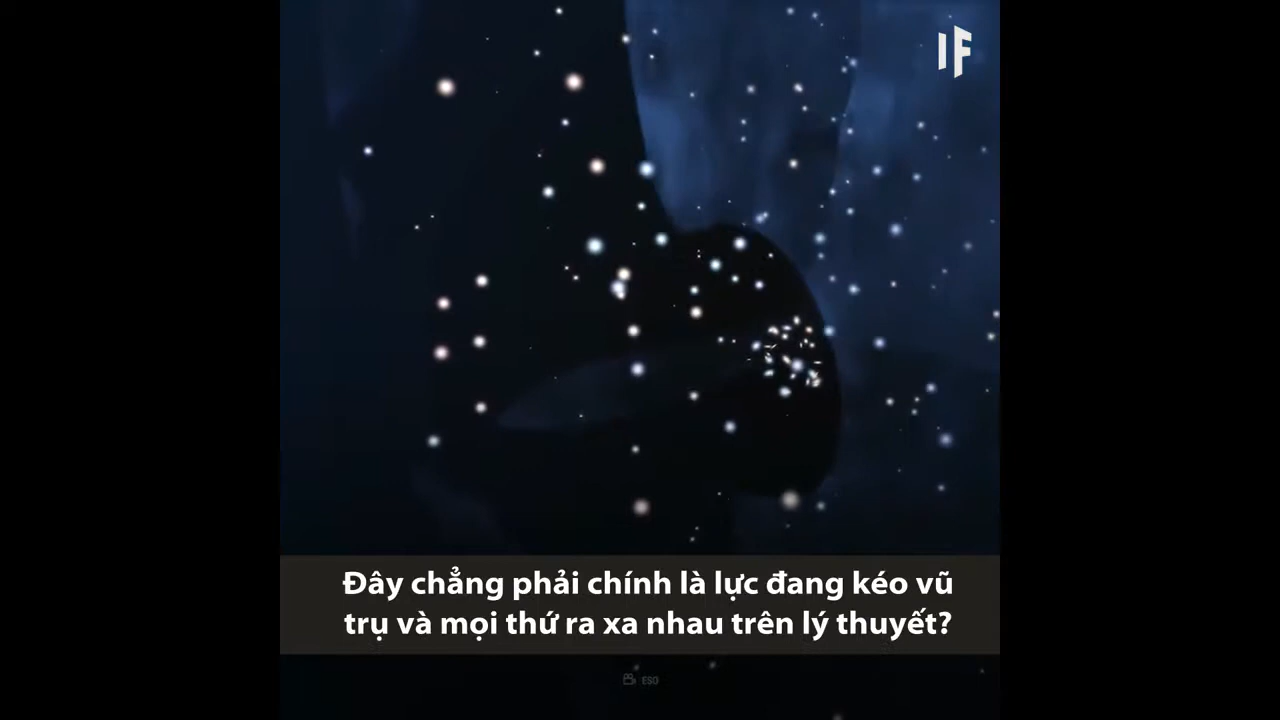 IF
Đây chẳng phải chính là lực đang kéo vũ
trụ và mọi thứ ra xa nhau trên lý thuyết?
ESO